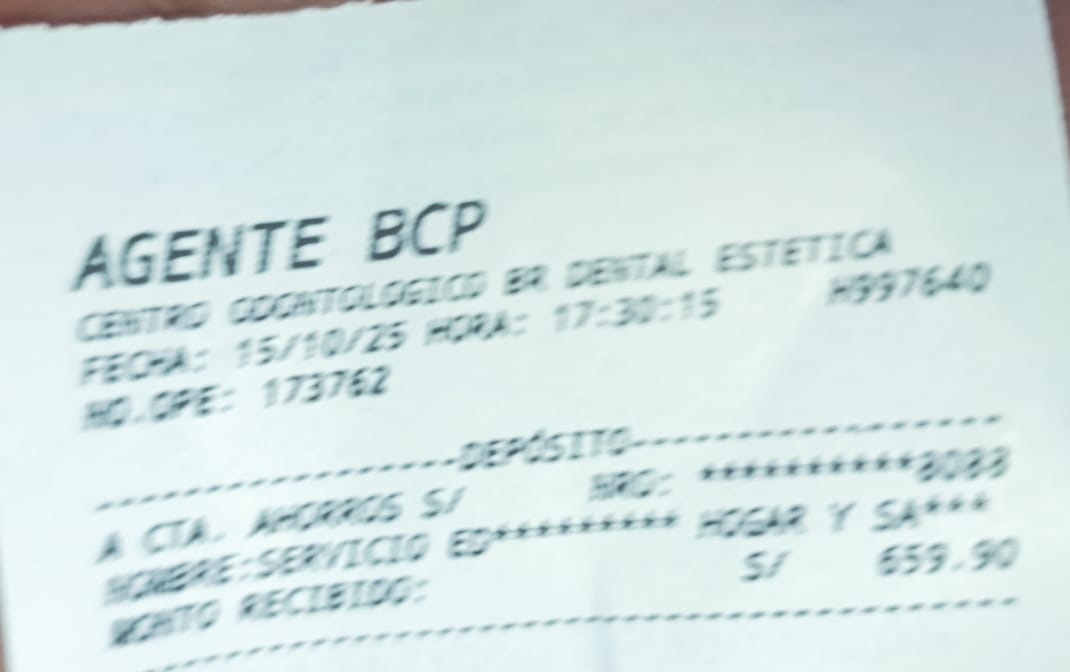 AGENTE BCP
CENTRO ODONTOLOGICO BR DENTAL ESTETICA
FECHA: 15/10/25 HORA: 17:30:15 H997640
NO.OPE: 173762
----------------DEPÓSITO-----------------
A CTA. AHORROS S/ NRO: **********8083
NOMBRE:SERVICIO ED********* HOGAR Y SA***
MONTO RECIBIDO: S/ 659.90